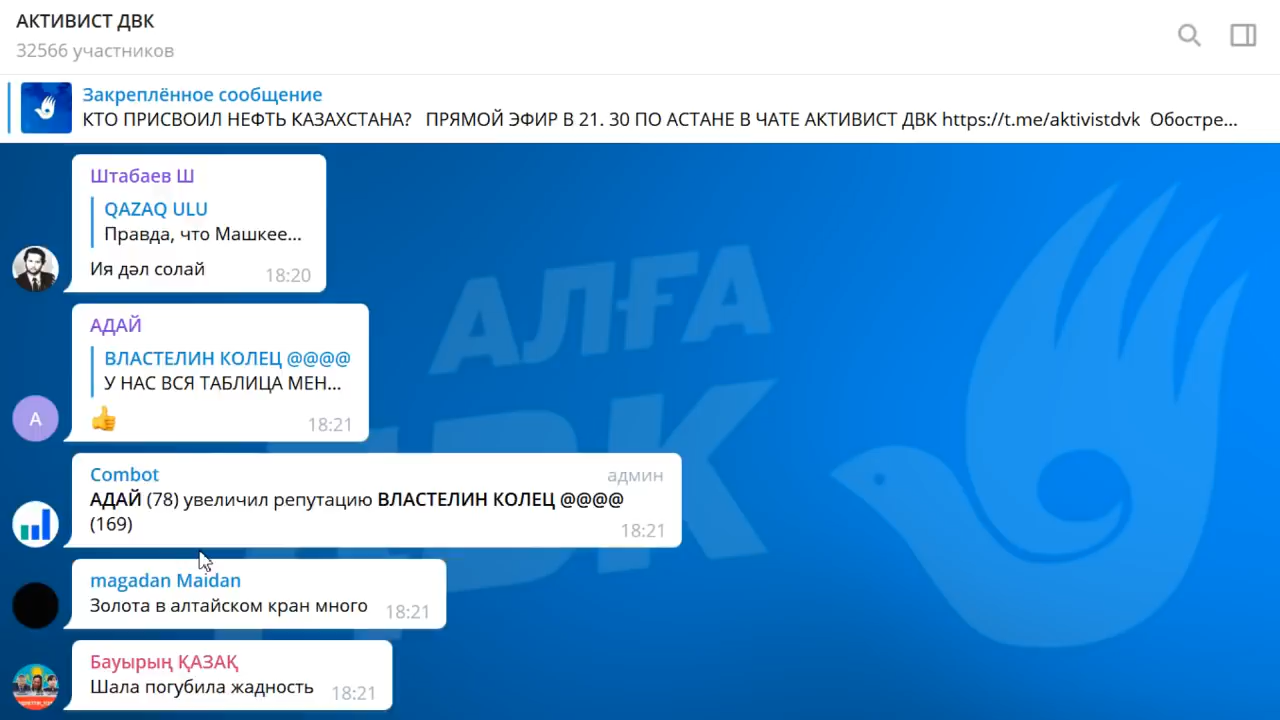 АКТИВИСТ ДВК
32566 участников
Закреплённое сообщение
КТО ПРИСВОИЛ НЕФТЬ КАЗАХСТАНА? ПРЯМОЙ ЭФИР В 21. 30 ПО АСТАНЕ В ЧАТЕ АКТИВИСТ ДВК https://t.me/aktivistdvk Обостре...
Штабаев Ш
QAZAQ ULU
Правда, что Машкее...
Ия дәл солай
18:20
АДАЙ
ВЛАСТЕЛИН КОЛЕЦ @@@@
У НАС ВСЯ ТАБЛИЦА МЕН...
А
👍
18:21
Combot
админ
АДАЙ (78) увеличил репутацию ВЛАСТЕЛИН КОЛЕЦ @@@@
(169)
18:21
magadan Maidan
Золота в алтайском кран много
18:21
Бауырың ҚАЗАҚ
Шала погубила жадность
18:21
АЛҒА
ДВК